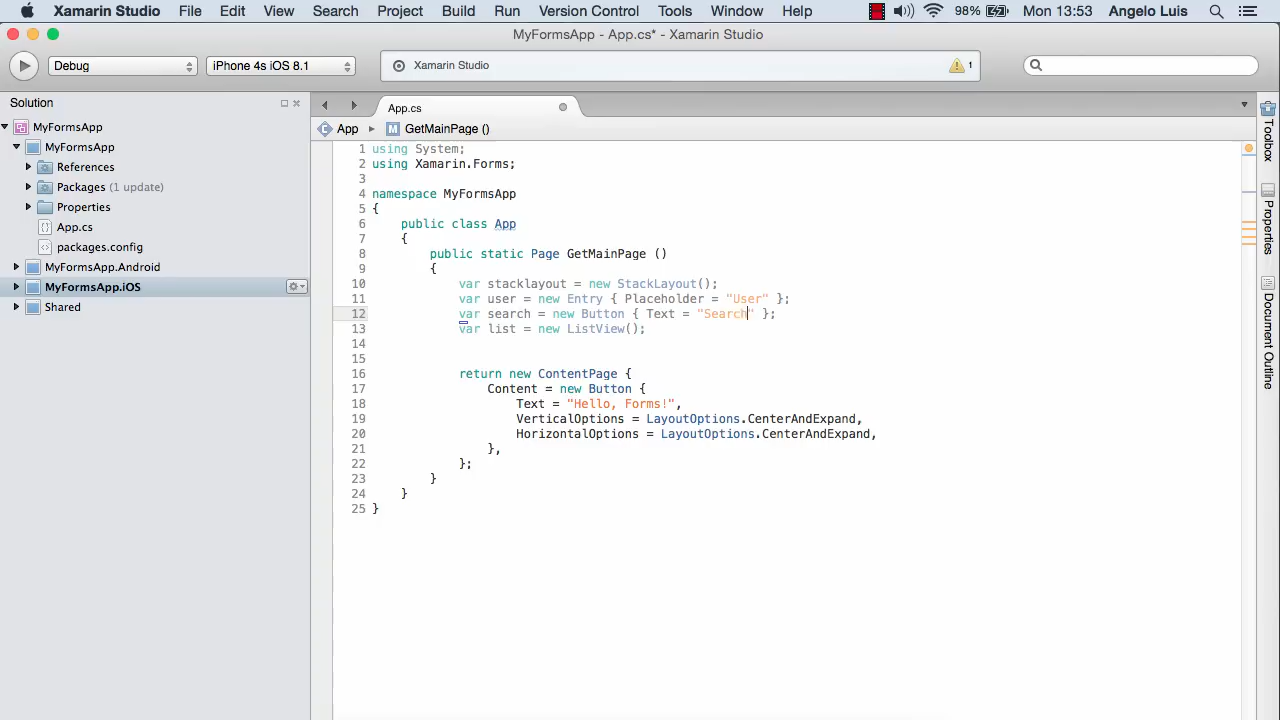 Xamarin Studio File Edit View Search Project Build Run Version Control Tools Window Help 98% Mon 13:53 Angelo Luis
MyFormsApp - App.cs* - Xamarin Studio
Debug iPhone 4s iOS 8.1 Xamarin Studio 1
Solution
MyFormsApp
MyFormsApp
References
Packages (1 update)
Properties
App.cs
packages.config
MyFormsApp.Android
MyFormsApp.iOS
Shared
App.cs
App GetMainPage ()
1 using System;
2 using Xamarin.Forms;
3
4 namespace MyFormsApp
5 {
6 public class App
7 {
8 public static Page GetMainPage ()
9 {
10 var stacklayout = new StackLayout();
11 var user = new Entry { Placeholder = "User" };
12 var search = new Button { Text = "Search" };
13 var list = new ListView();
14
15
16 return new ContentPage {
17 Content = new Button {
18 Text = "Hello, Forms!",
19 VerticalOptions = LayoutOptions.CenterAndExpand,
20 HorizontalOptions = LayoutOptions.CenterAndExpand,
21 },
22 };
23 }
24 }
25 }
Toolbox
Properties
Document Outline